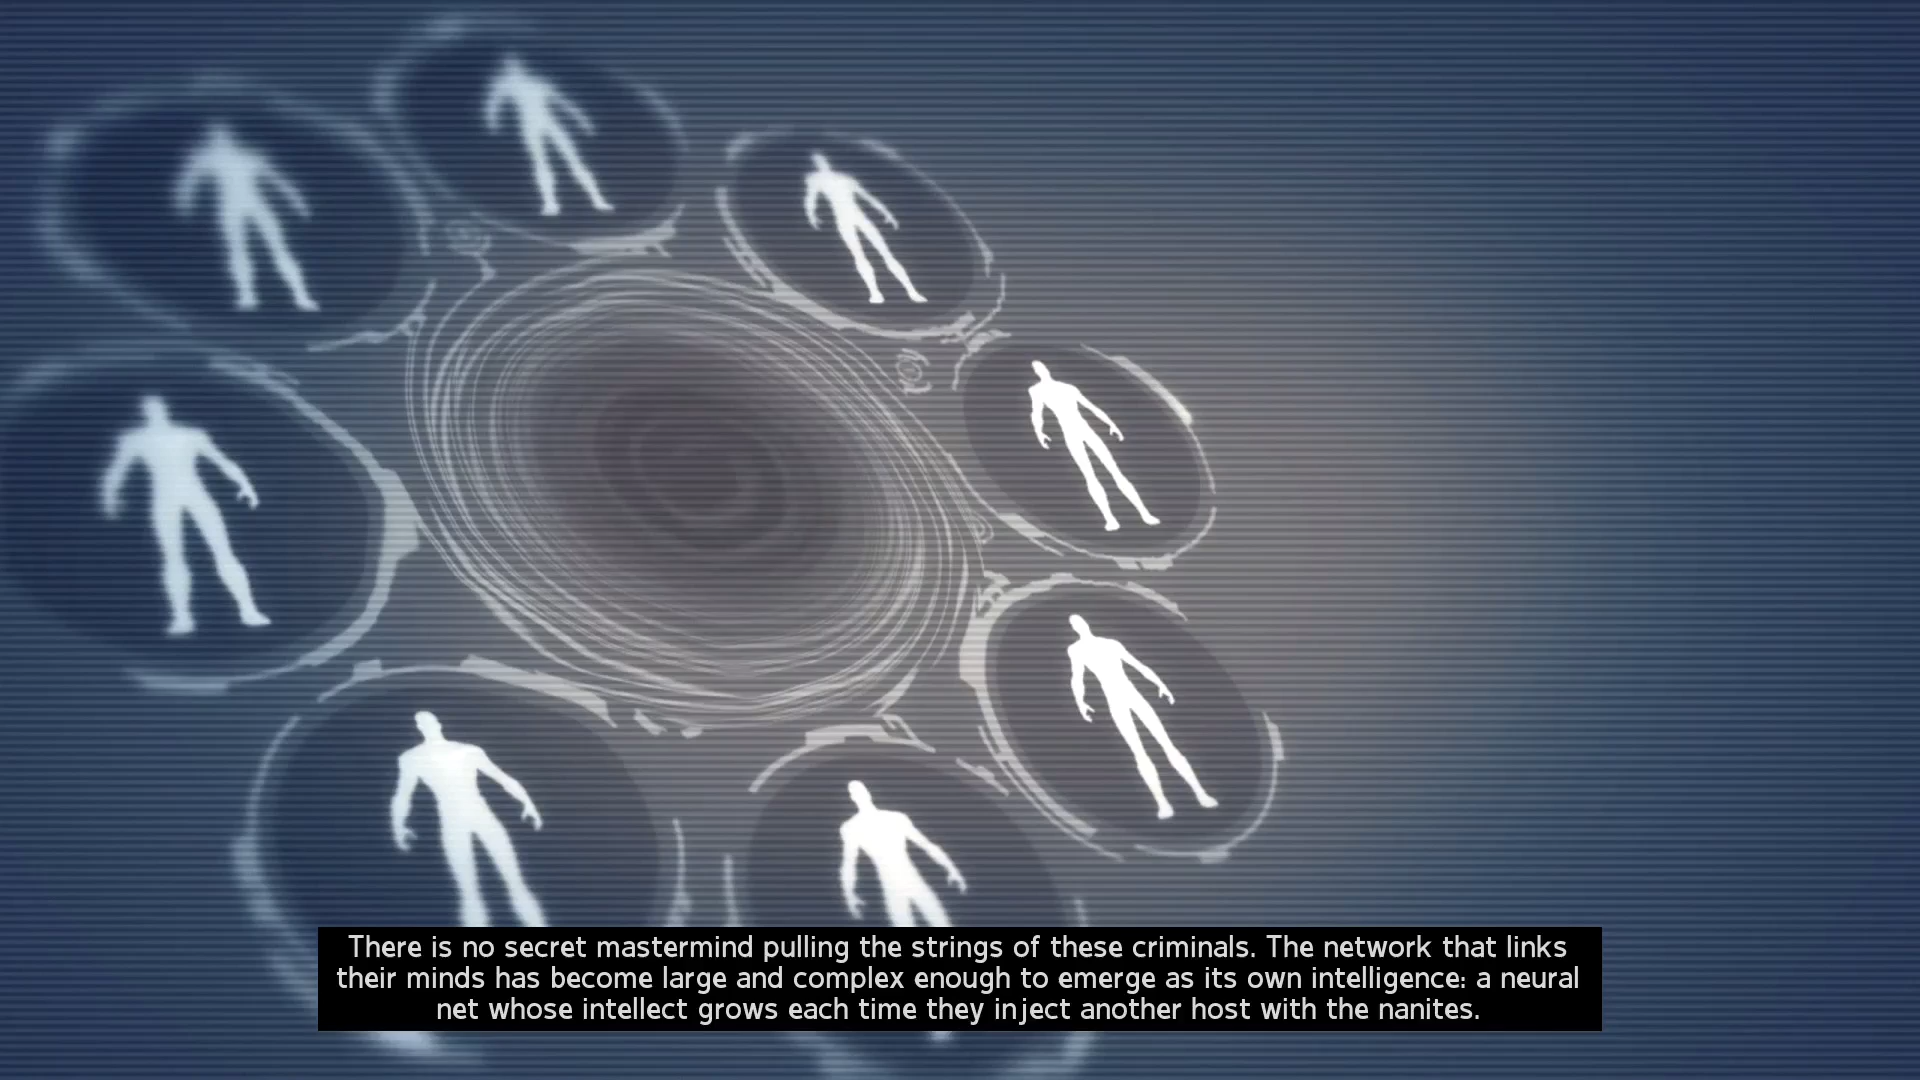 There is no secret mastermind pulling the strings of these criminals. The network that links
their minds has become large and complex enough to emerge as its own intelligence: a neural
net whose intellect grows each time they inject another host with the nanites.